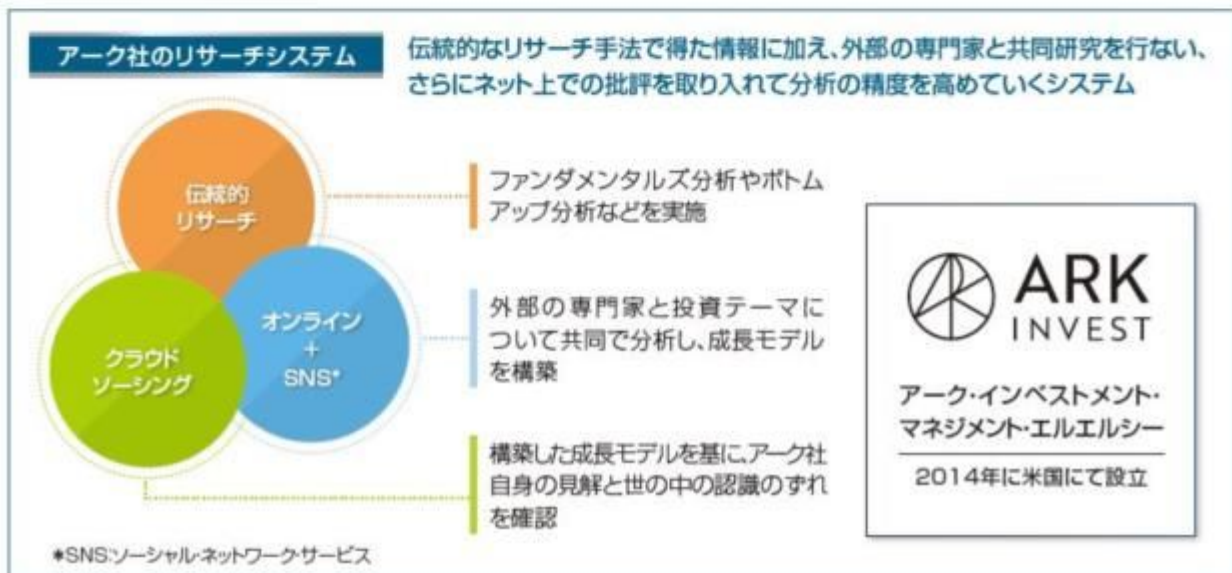 アーク社のリサーチシステム
伝統的なリサーチ手法で得た情報に加え、外部の専門家と共同研究を行ない、
さらにネット上での批評を取り入れて分析の精度を高めていくシステム
伝統的
リサーチ
ファンダメンタルズ分析やボトム
アップ分析などを実施
オンライン
+
SNS*
外部の専門家と投資テーマに
ついて共同で分析し、成長モデル
を構築
クラウド
ソーシング
構築した成長モデルを基に、アーク社
自身の見解と世の中の認識のずれ
を確認
*SNS:ソーシャル・ネットワーク・サービス
ARK
INVEST
アーク・インベストメント・
マネジメント・エルエルシー
2014年に米国にて設立